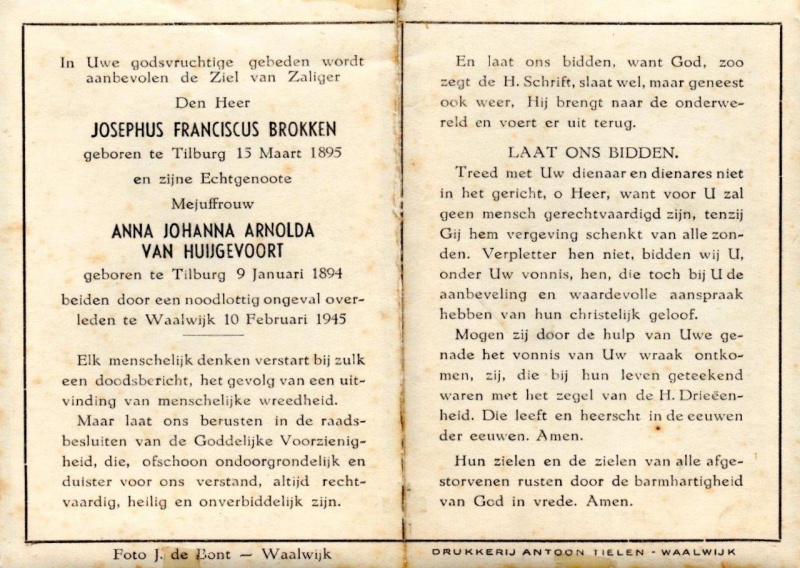 In Uwe godsvruchtige gebeden wordt
aanbevolen de Ziel van Zaliger
Den Heer
JOSEPHUS FRANCISCUS BROKKEN
geboren te Tilburg 15 Maart 1895
en zijne Echtgenoote
Mejuffrouw
ANNA JOHANNA ARNOLDA
VAN HUIJGEVOORT
geboren te Tilburg 9 Januari 1894
beiden door een noodlottig ongeval over-
leden te Waalwijk 10 Februari 1945
Elk menschelijk denken verstart bij zulk
een doodsbericht, het gevolg van een uit-
vinding van menschelijke wreedheid.
Maar laat ons berusten in de raads-
besluiten van de Goddelijke Voorzienig-
heid, die, ofschoon ondoorgrondelijk en
duister voor ons verstand, altijd recht-
vaardig, heilig en onverbiddelijk zijn.
Foto J. de Bont — Waalwijk
En laat ons bidden, want God, zoo
zegt de H. Schrift, slaat wel, maar geneest
ook weer, Hij brengt naar de onderwe-
reld en voert er uit terug.
LAAT ONS BIDDEN.
Treed met Uw dienaar en dienares niet
in het gericht, o Heer, want voor U zal
geen mensch gerechtvaardigd zijn, tenzij
Gij hem vergeving schenkt van alle zon-
den. Verpletter hen niet, bidden wij U,
onder Uw vonnis, hen, die toch bij U de
aanbeveling en waardevolle aanspraak
hebben van hun christelijk geloof.
Mogen zij door de hulp van Uwe ge-
nade het vonnis van Uw wraak ontko-
men, zij, die bij hun leven geteekend
waren met het zegel van de H. Drieëen-
heid. Die leeft en heerscht in de eeuwen
der eeuwen. Amen.
Hun zielen en de zielen van alle afge-
storvenen rusten door de barmhartigheid
van God in vrede. Amen.
DRUKKERIJ ANTOON TIELEN - WAALWIJK